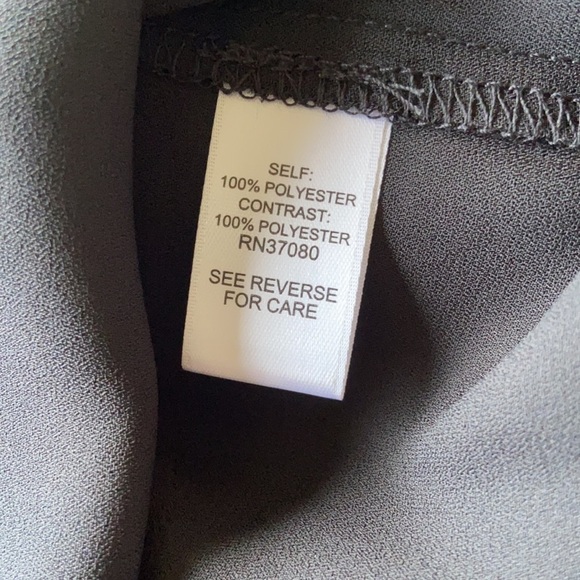 SELF:
100% POLYESTER
CONTRAST:
100% POLYESTER
RN37080
SEE REVERSE
FOR CARE